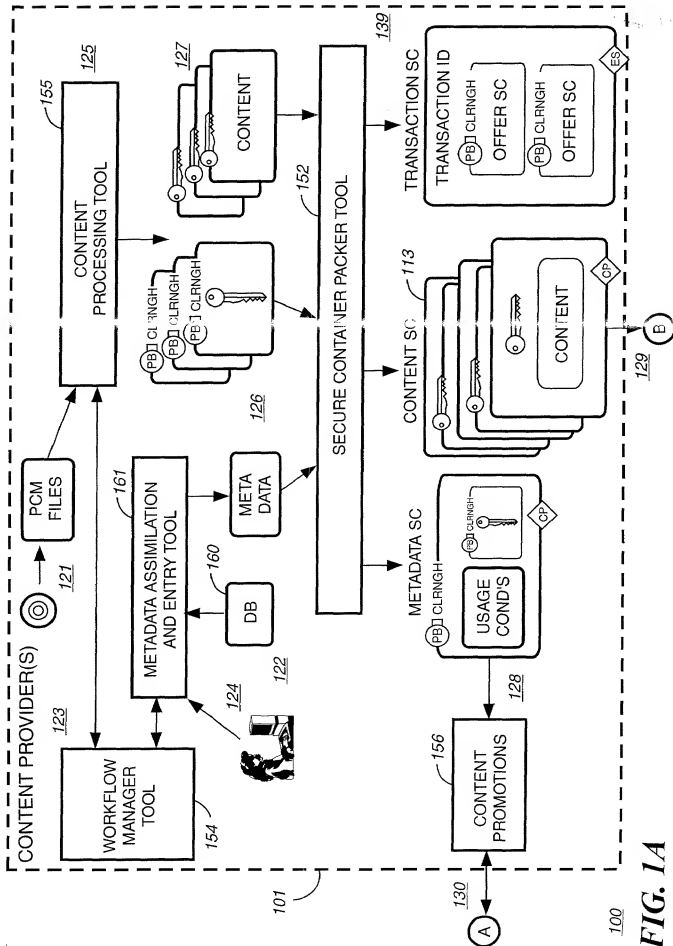 CONTENT PROVIDER(S)
123
WORKFLOW
MANAGER
TOOL
154
121
PCM
FILES
155
CONTENT
PROCESSING TOOL
125
161
METADATA ASSIMILATION
AND ENTRY TOOL
124
160
DB
122
META
DATA
PB CLRNGH
PB CLRNGH
PB CLRNGH
126
127
CONTENT
152
SECURE CONTAINER PACKER TOOL
139
METADATA SC
PB CLRNGH
USAGE
COND'S
PB CLRNGH
CP
128
CONTENT SC
113
CONTENT
CP
129
B
TRANSACTION SC
TRANSACTION ID
PB CLRNGH
OFFER SC
PB CLRNGH
OFFER SC
ES
156
CONTENT
PROMOTIONS
101
130
A
100
FIG. 1A